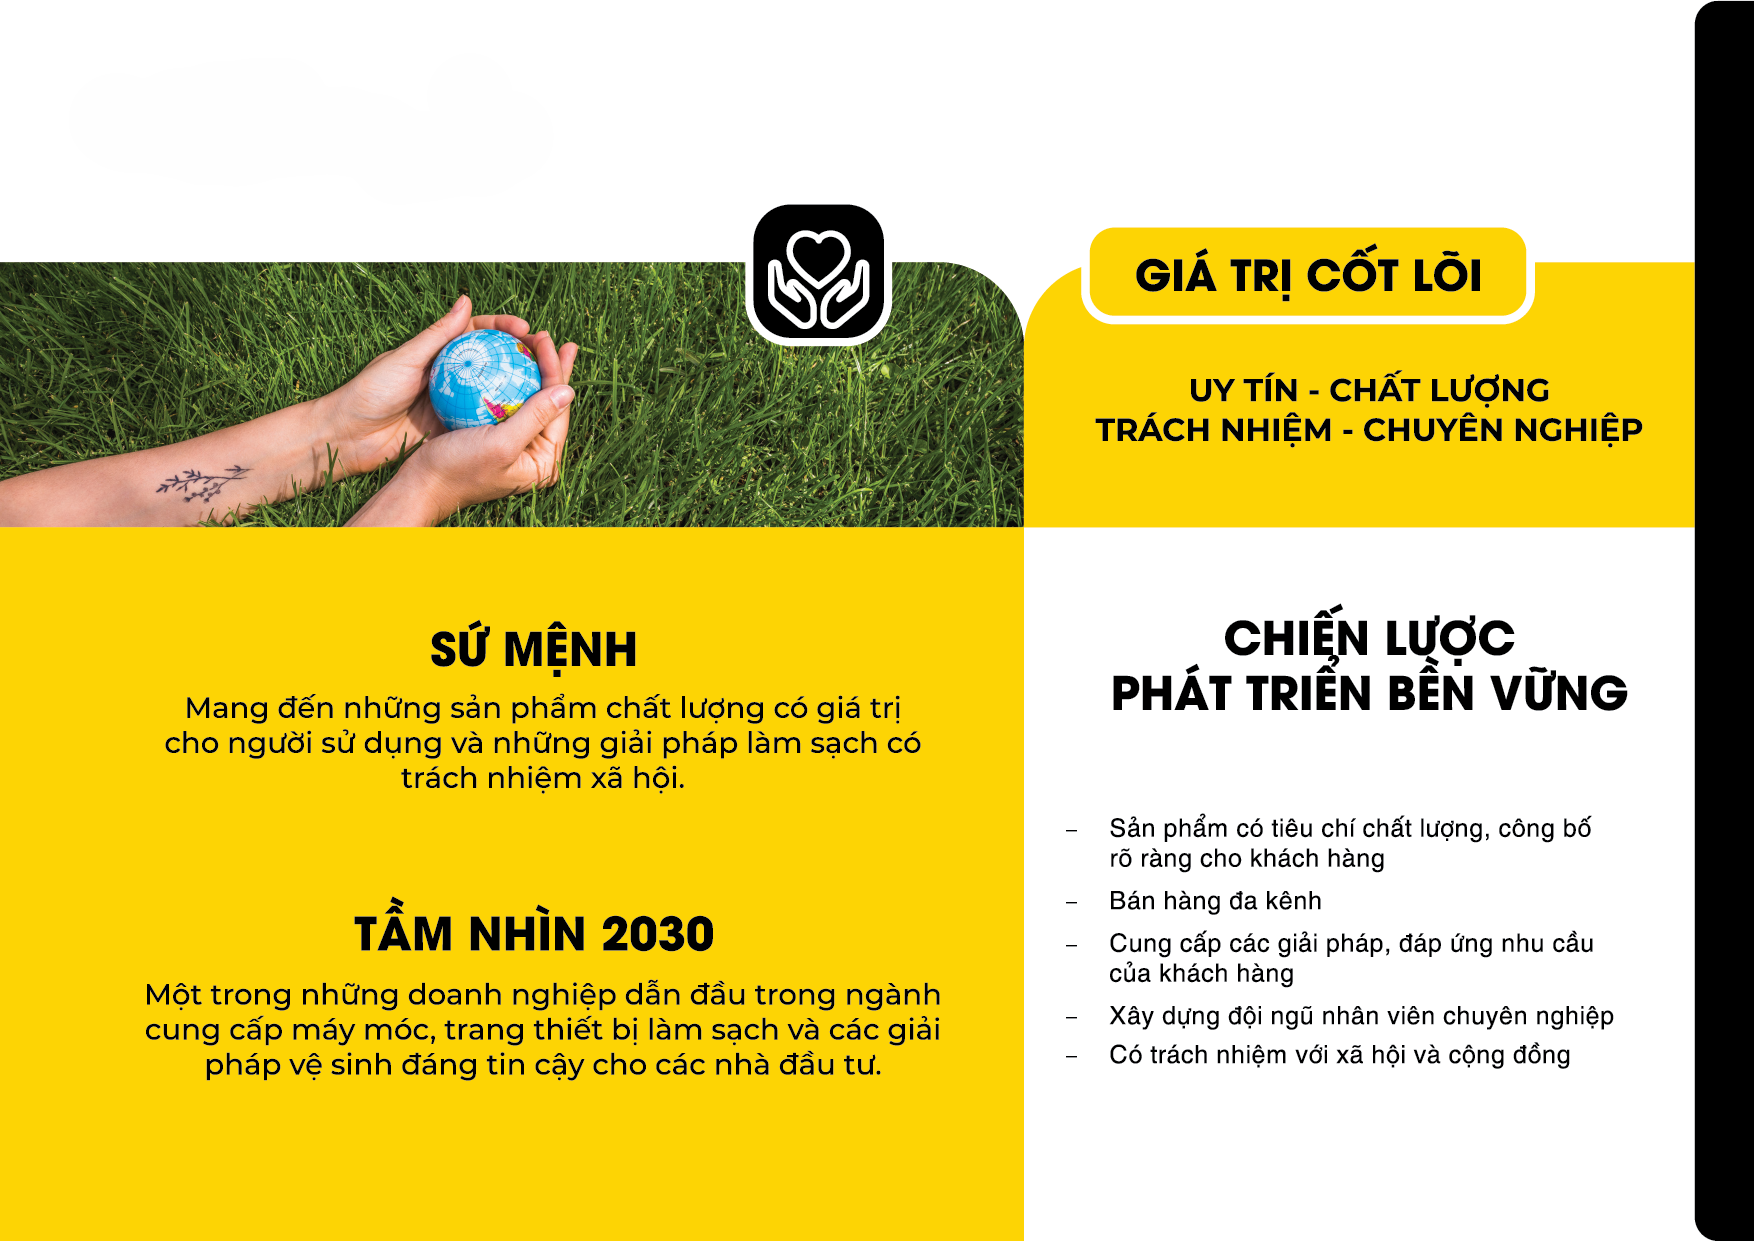 GIÁ TRỊ CỐT LÕI
UY TÍN - CHẤT LƯỢNG
TRÁCH NHIỆM - CHUYÊN NGHIỆP
SỨ MỆNH
Mang đến những sản phẩm chất lượng có giá trị
cho người sử dụng và những giải pháp làm sạch có
trách nhiệm xã hội.
TẦM NHÌN 2030
Một trong những doanh nghiệp dẫn đầu trong ngành
cung cấp máy móc, trang thiết bị làm sạch và các giải
pháp vệ sinh đáng tin cậy cho các nhà đầu tư.
CHIẾN LƯỢC
PHÁT TRIỂN BỀN VỮNG
– Sản phẩm có tiêu chí chất lượng, công bố
rõ ràng cho khách hàng
– Bán hàng đa kênh
– Cung cấp các giải pháp, đáp ứng nhu cầu
của khách hàng
– Xây dựng đội ngũ nhân viên chuyên nghiệp
– Có trách nhiệm với xã hội và cộng đồng